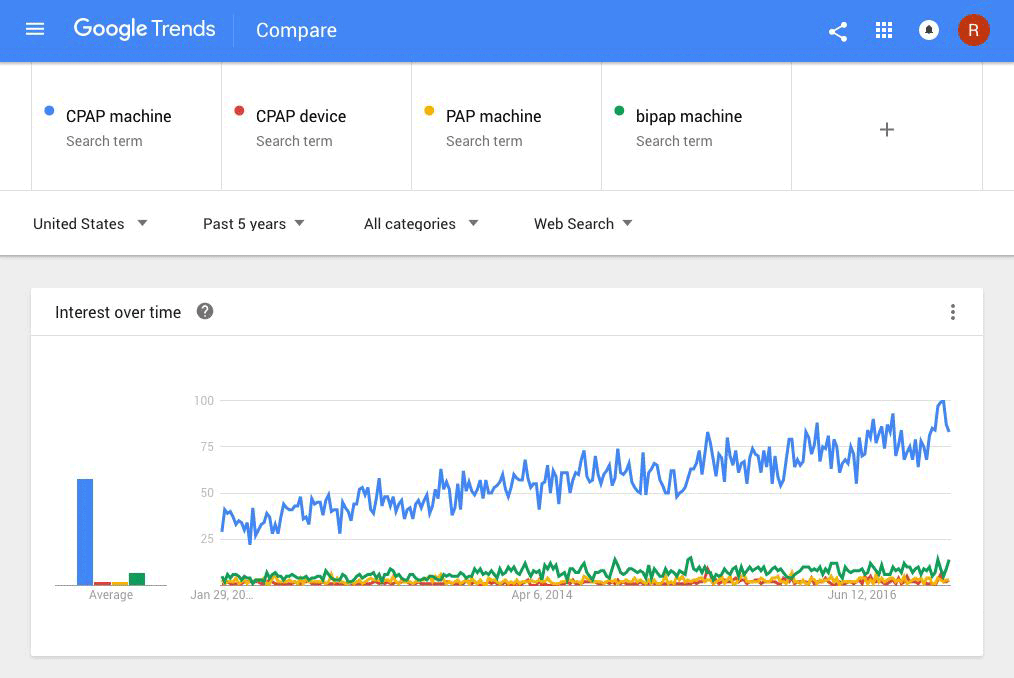 Google Trends Compare R
CPAP machine CPAP device PAP machine bipap machine +
Search term Search term Search term Search term
United States Past 5 years All categories Web Search
Interest over time ?
100
75
50
25
Average Jan 29, 20... Apr 6, 2014 Jun 12, 2016